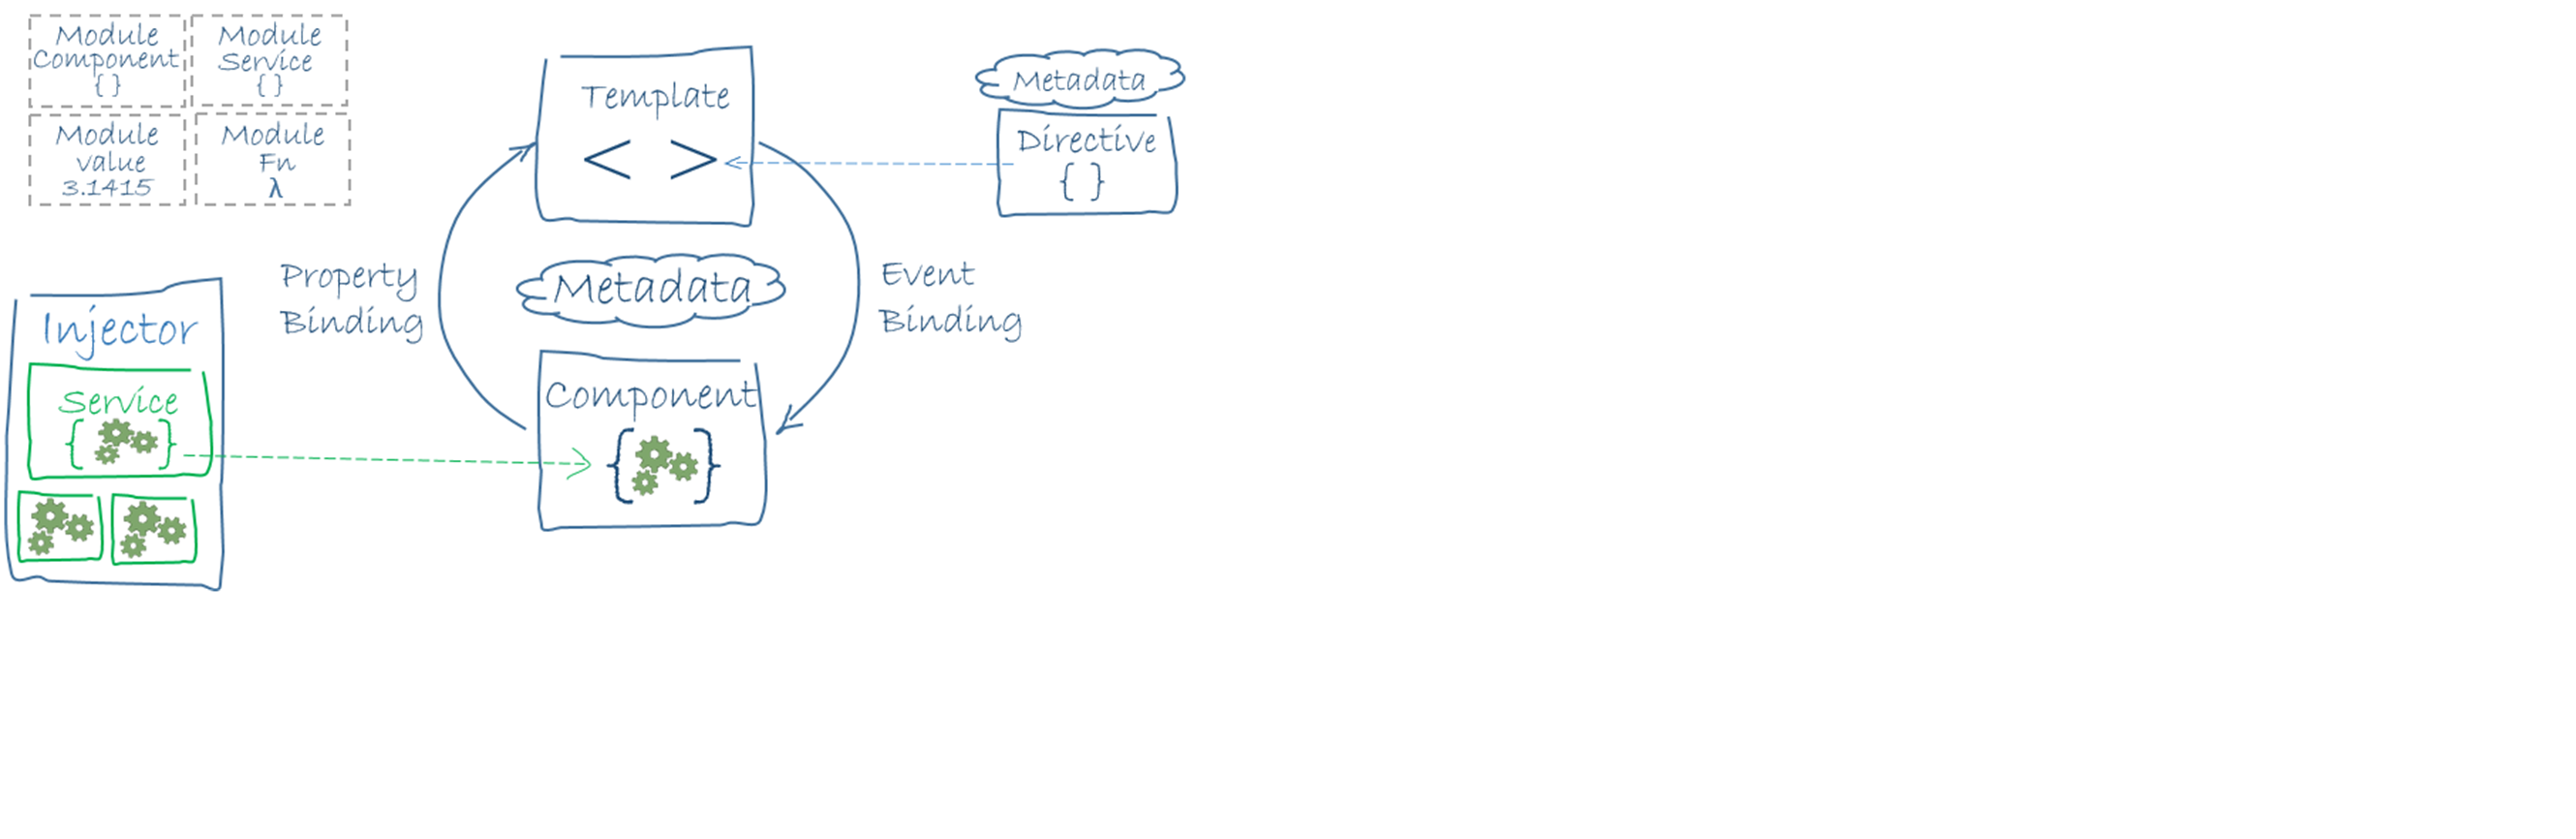 Module
Component
{ }
Module
Service
{ }
Module
value
3.1415
Module
Fn
λ
Template
< >
Metadata
Directive
{ }
Property
Binding
Metadata
Event
Binding
Injector
Service
{ }
Component
{ }